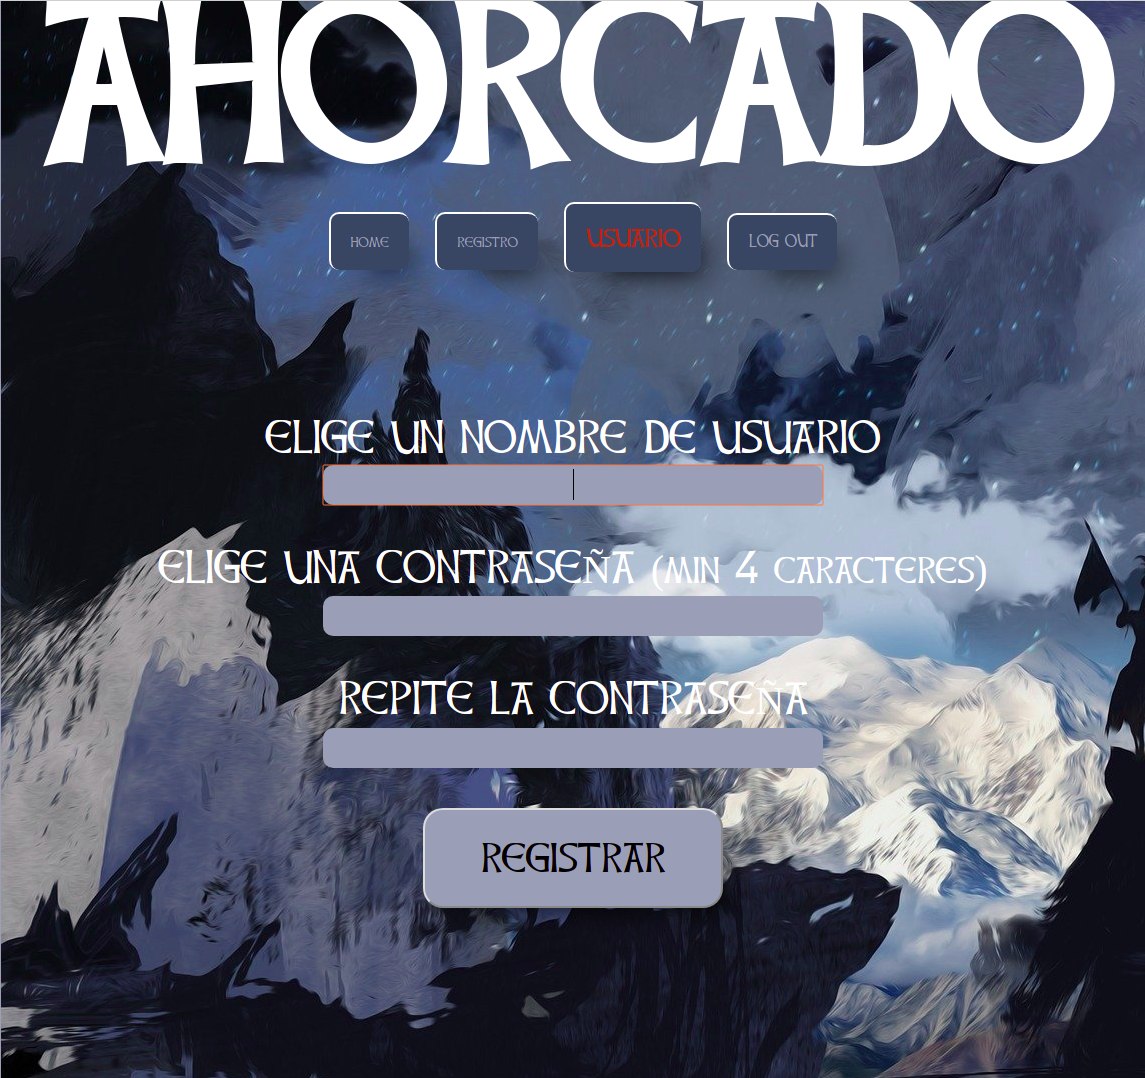 AHORCADO
HOME REGISTRO USUARIO LOG OUT
ELIGE UN NOMBRE DE USUARIO
ELIGE UNA CONTRASEÑA (MIN 4 CARACTERES)
REPITE LA CONTRASEÑA
REGISTRAR